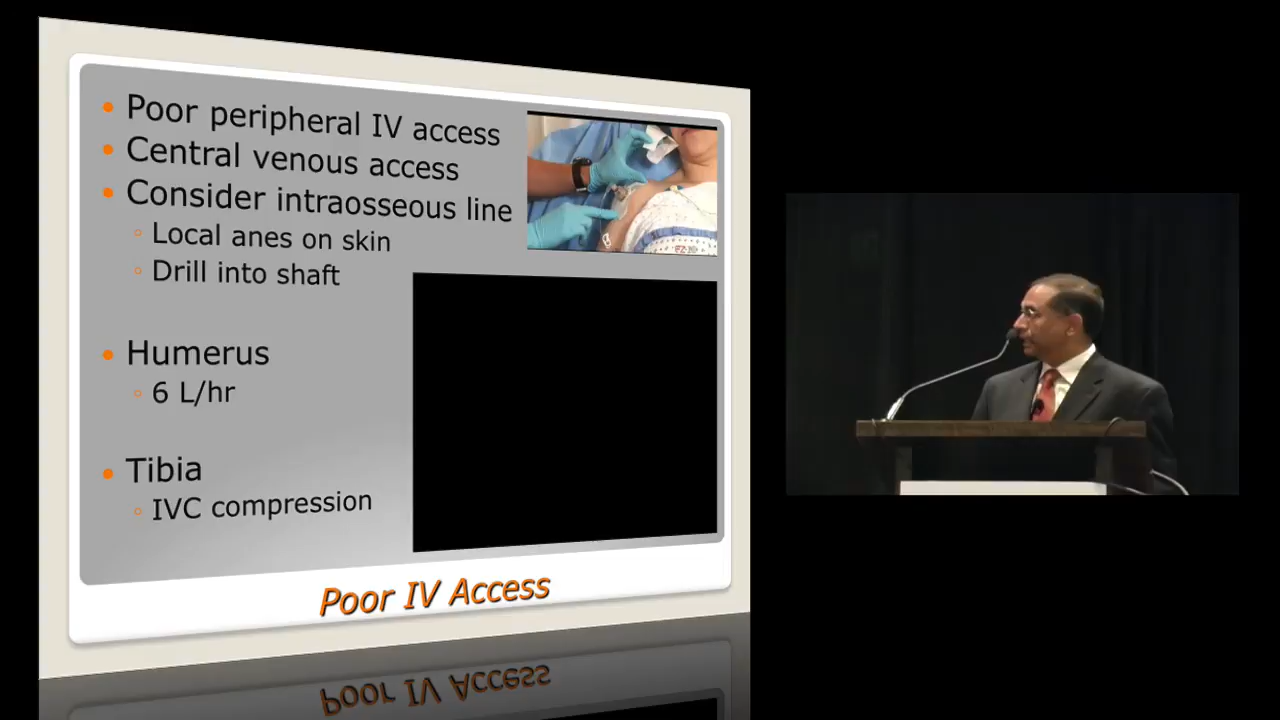 Poor peripheral IV access
Central venous access
Consider intraosseous line
Local anes on skin
Drill into shaft
Humerus
6 L/hr
Tibia
IVC compression
Poor IV Access